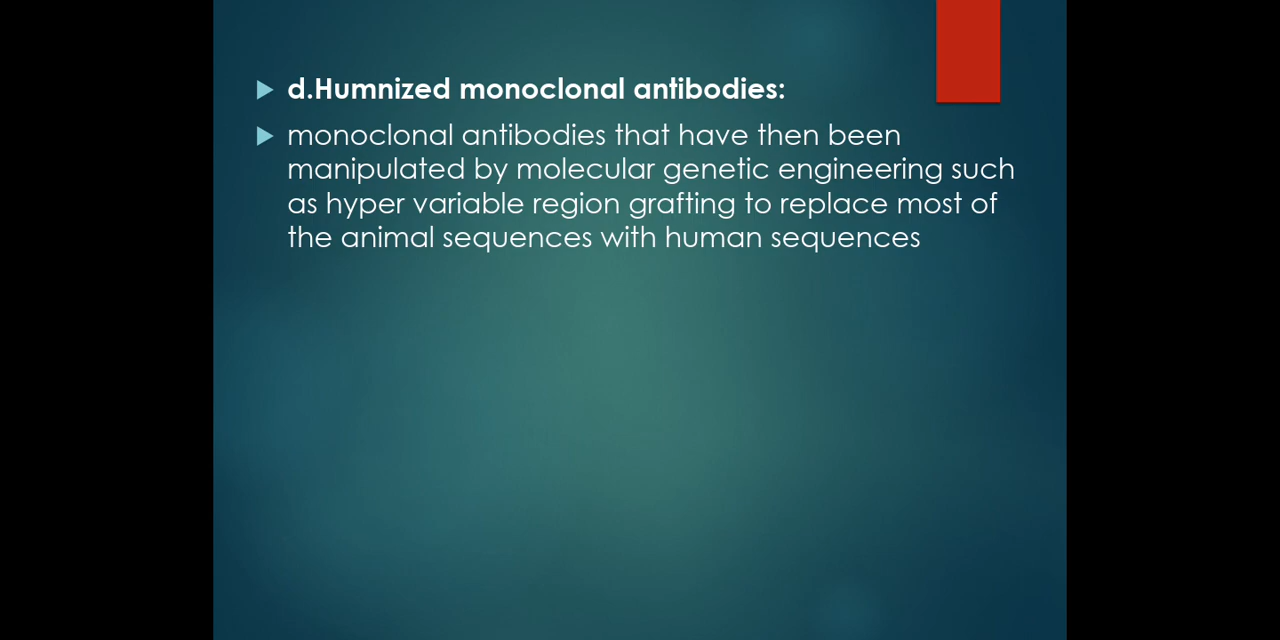 d.Humnized monoclonal antibodies:
monoclonal antibodies that have then been
manipulated by molecular genetic engineering such
as hyper variable region grafting to replace most of
the animal sequences with human sequences